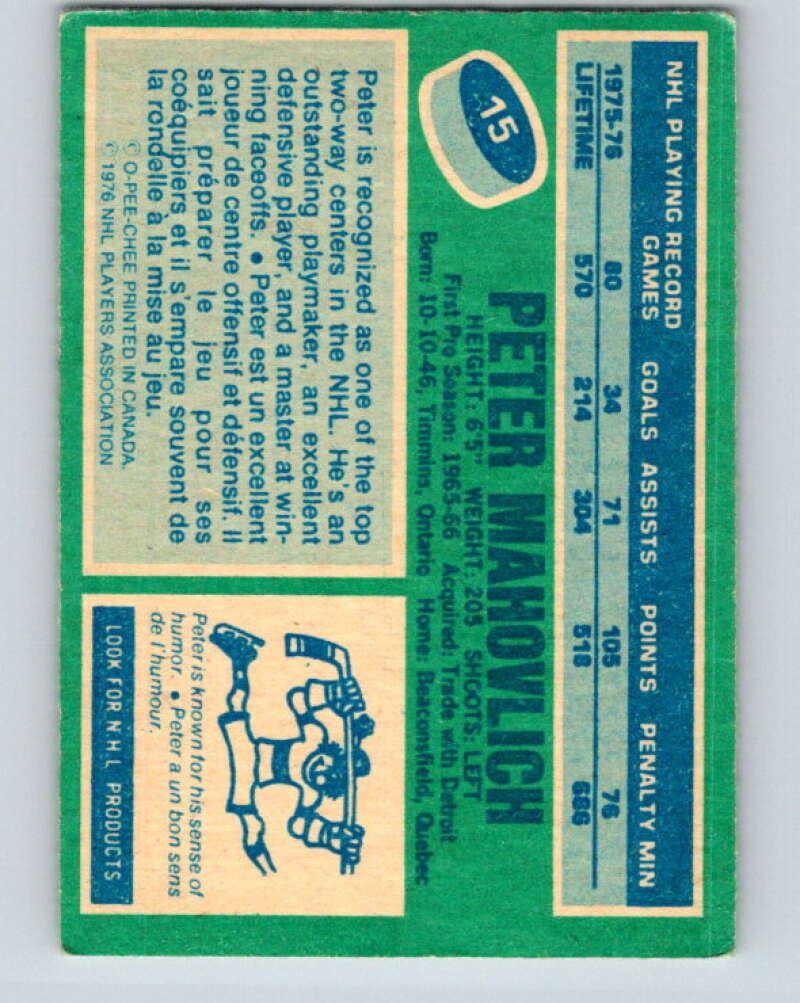 NHL PLAYING RECORD
GAMES GOALS ASSISTS POINTS PENALTY MIN
1975-76 80 34 71 105 76
LIFETIME 570 214 304 518 686
15
PETER MAHOVLICH
HEIGHT: 6'5" WEIGHT: 205 SHOOTS: LEFT
First Pro Season: 1965-66 Acquired: Trade with Detroit
Born: 10-10-46, Timmins, Ontario Home: Beaconsfield, Quebec
Peter is recognized as one of the top
two-way centers in the NHL. He's an
outstanding playmaker, an excellent
defensive player, and a master at win-
ning faceoffs. • Peter est un excellent
joueur de centre offensif et défensif. Il
sait préparer le jeu pour ses
coéquipiers et il s'empare souvent de
la rondelle à la mise au jeu.
© O-PEE-CHEE PRINTED IN CANADA.
© 1976 NHL PLAYERS ASSOCIATION
Peter is known for his sense of
humor. • Peter a un bon sens
de l'humour.
LOOK FOR N.H.L PRODUCTS